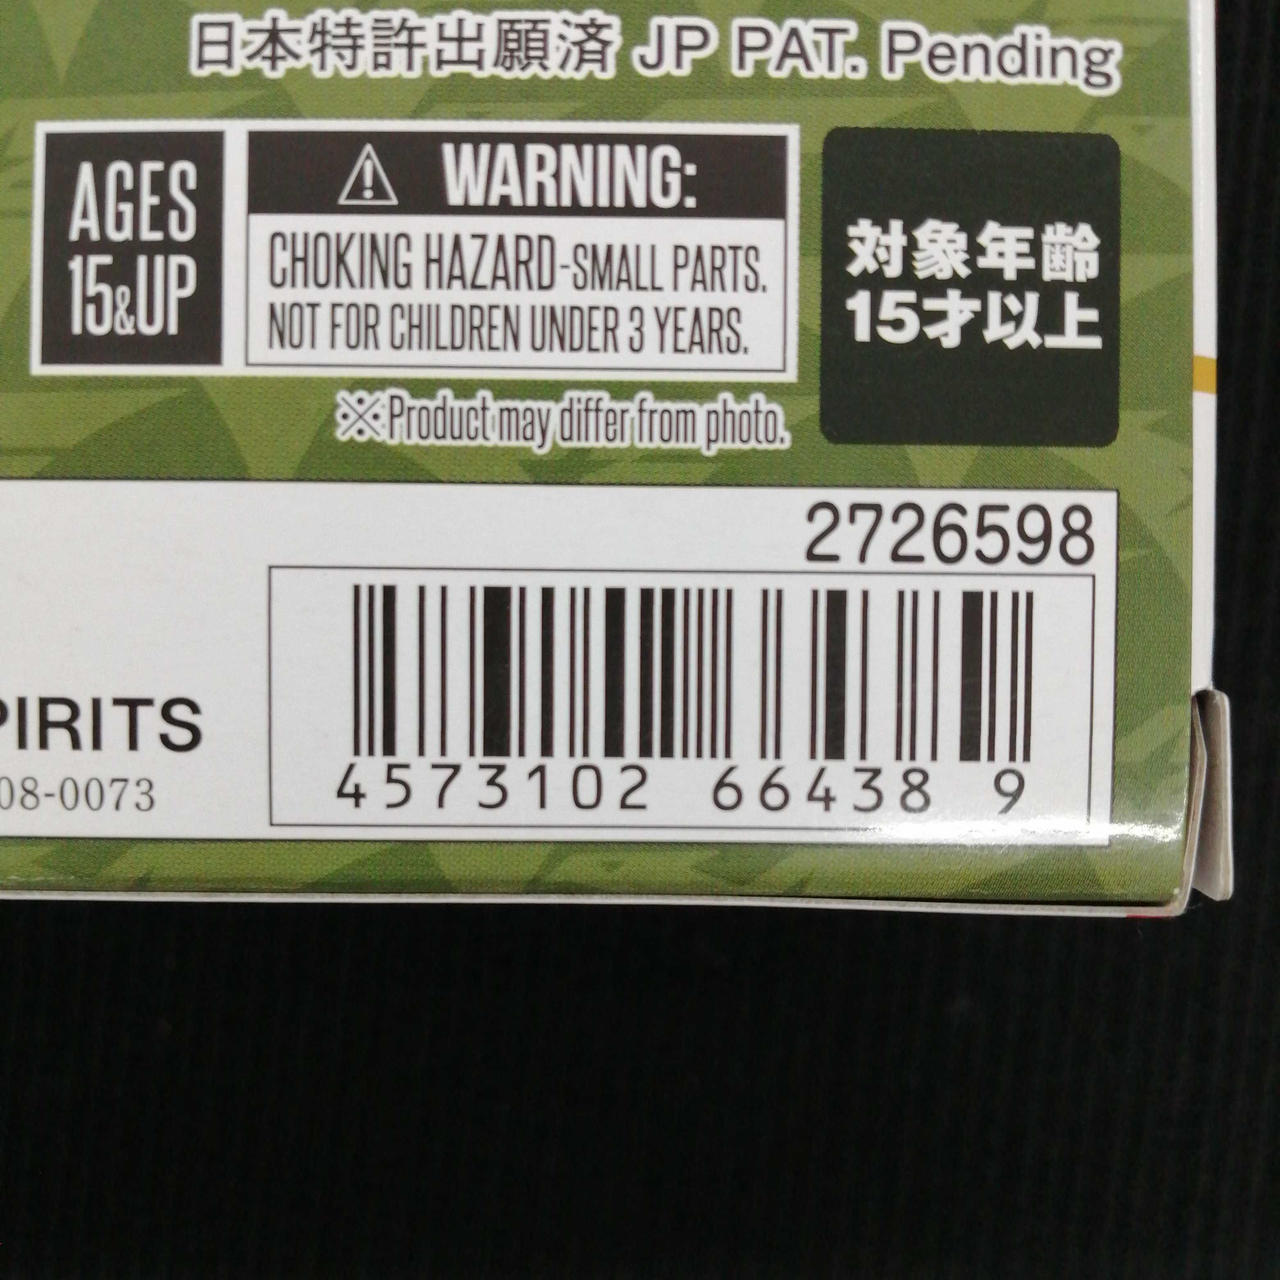 日本特許出願済 JP PAT. Pending
AGES
15&UP
⚠ WARNING:
CHOKING HAZARD-SMALL PARTS.
NOT FOR CHILDREN UNDER 3 YEARS.
対象年齢
15才以上
※Product may differ from photo.
2726598
PIRITS
08-0073
4573102 66438 9